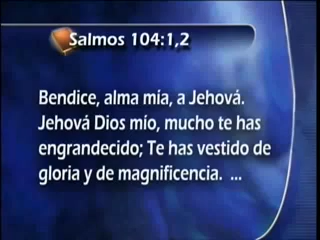 Salmos 104:1,2
Bendice, alma mía, a Jehová.
Jehová Dios mío, mucho te has
engrandecido; Te has vestido de
gloria y de magnificencia. ...